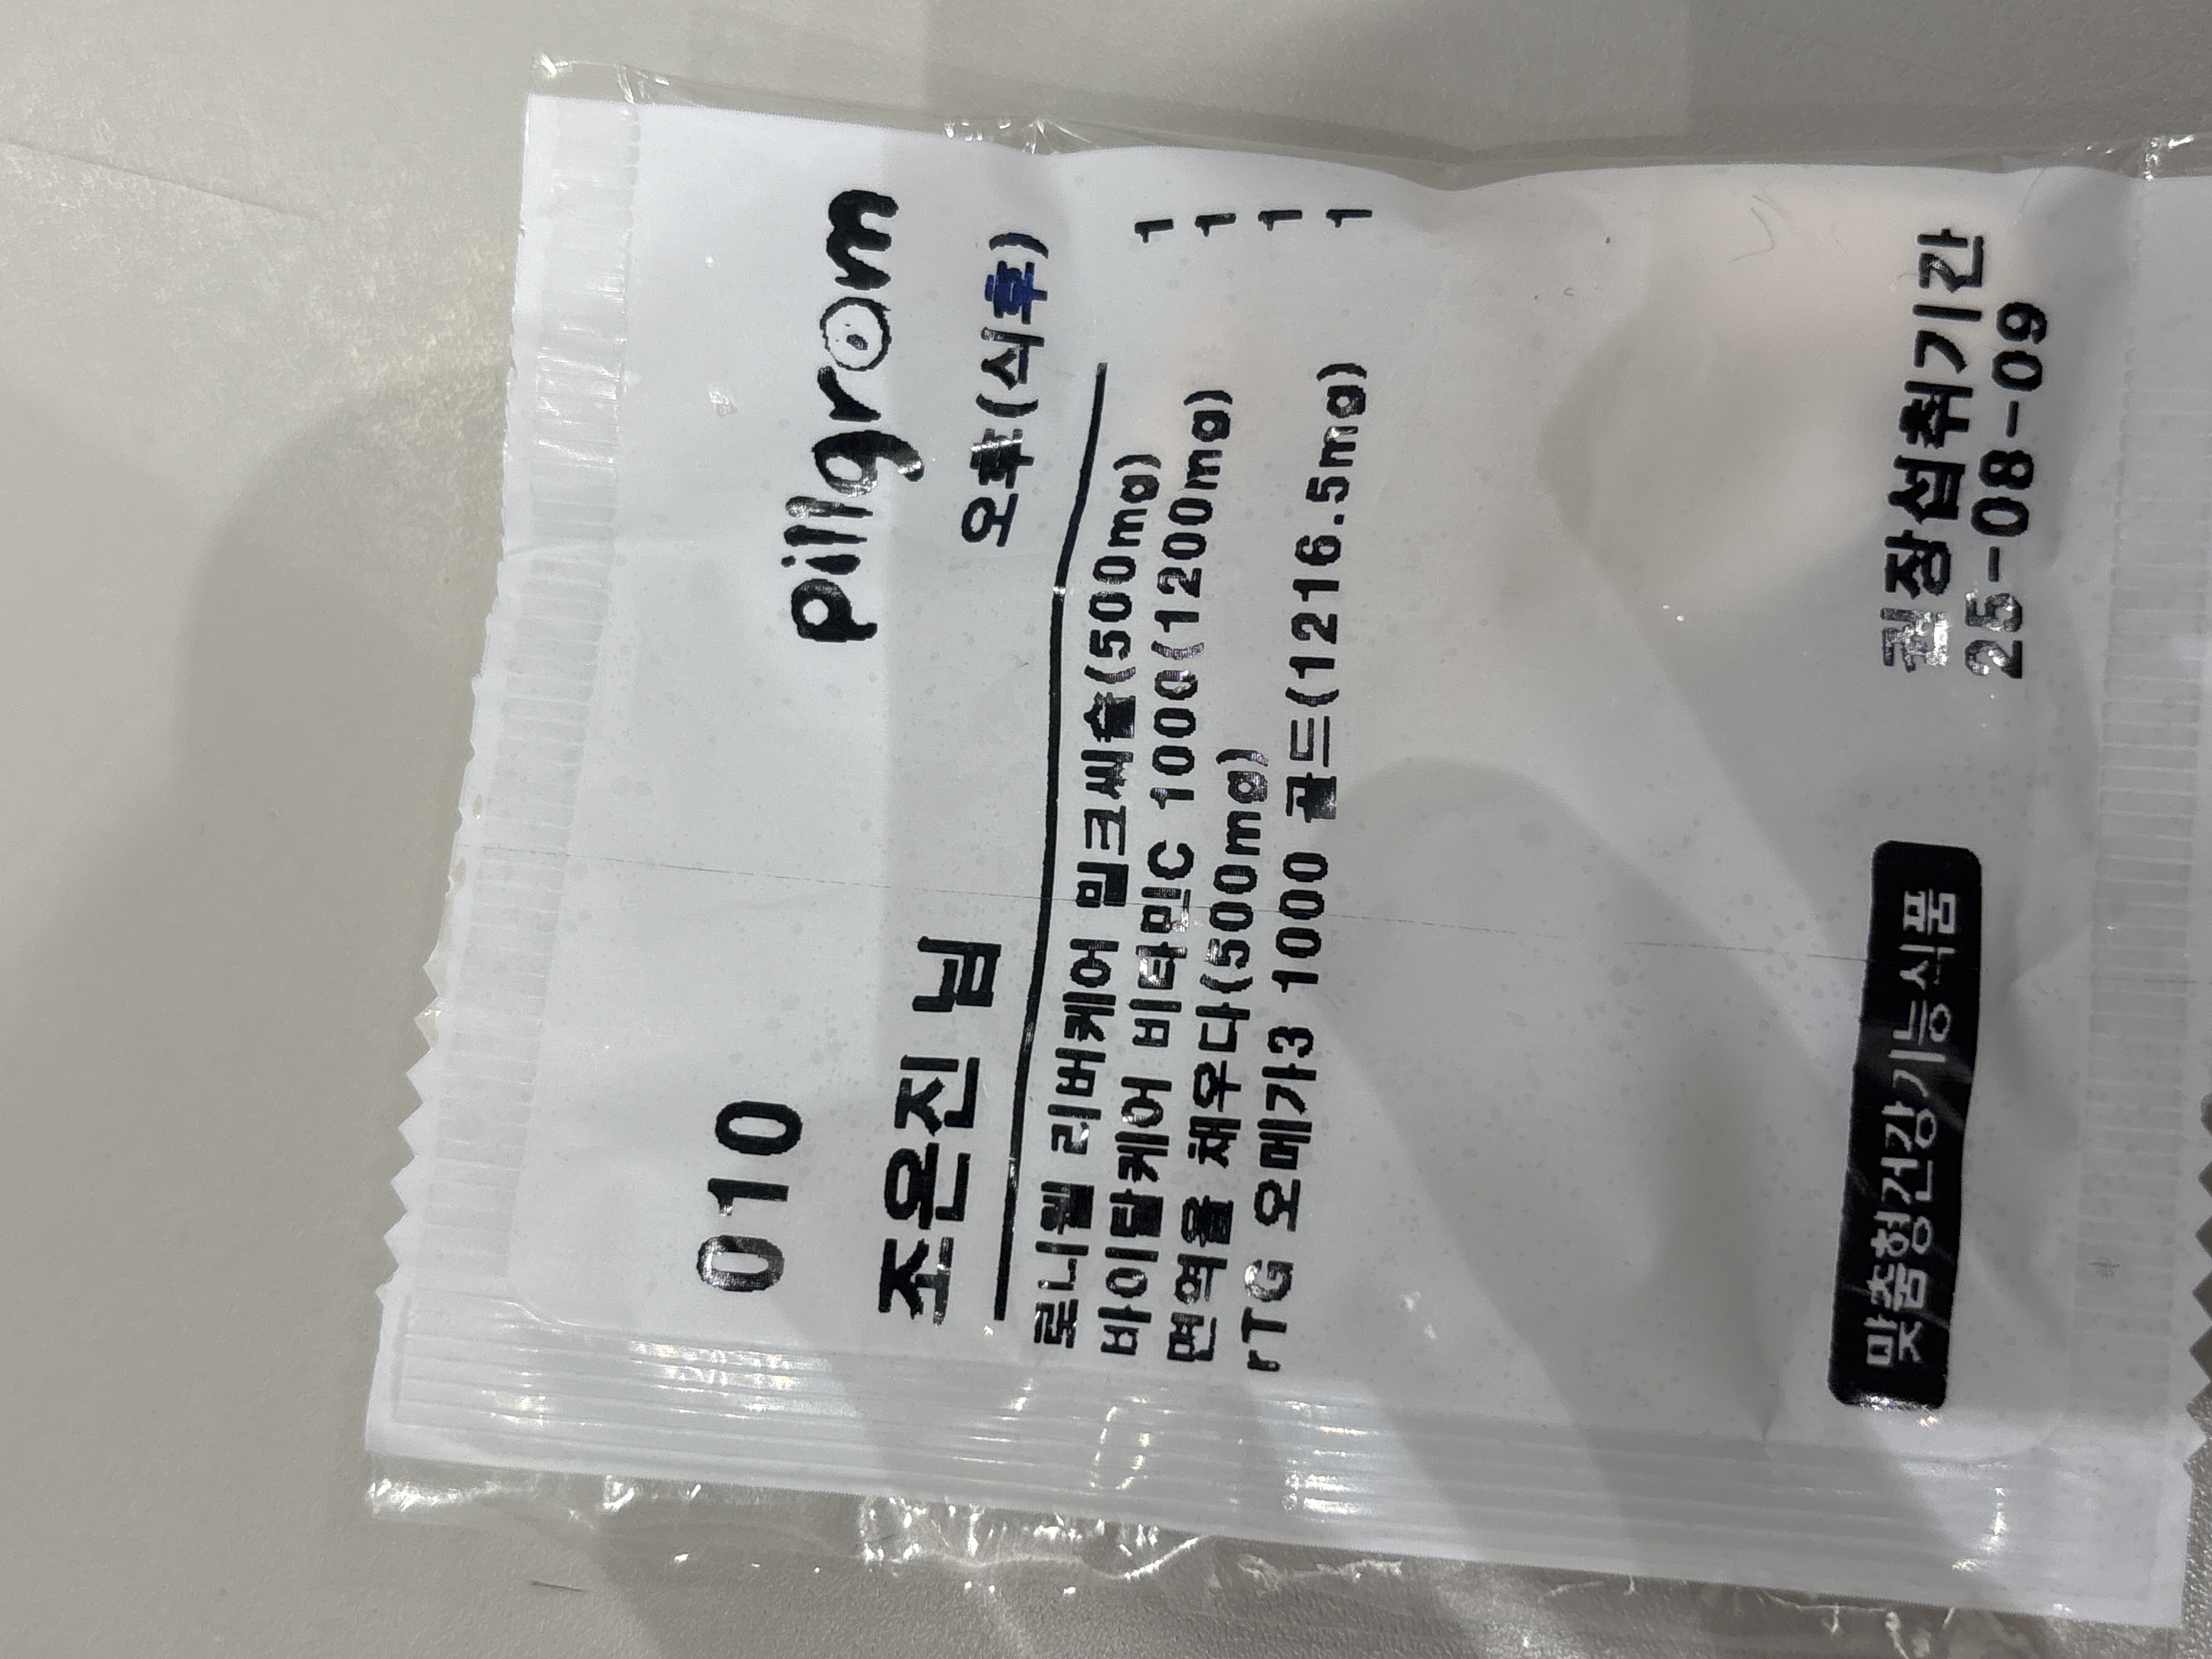 010
pillgrom
조은진 님
오후(식후)
로니웰 리버케어 밀크씨슬(500mg) 1
바이탈케어 비타민C 1000(1200mg) 1
면역을 채우다(500mg) 1
rTG 오메가3 1000 골드(1216.5mg) 1
맞춤형건강기능식품
권장섭취기간
25-08-09